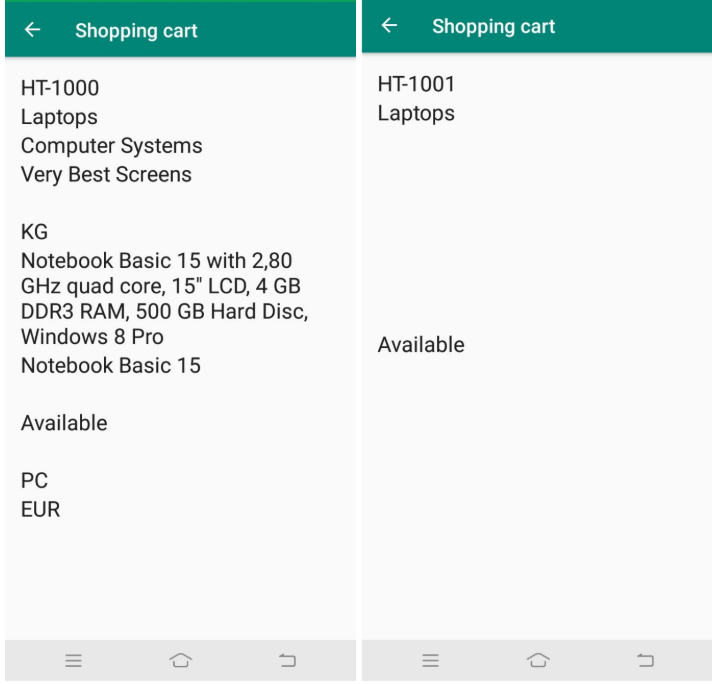 Shopping cart
HT-1000
Laptops
Computer Systems
Very Best Screens
KG
Notebook Basic 15 with 2,80
GHz quad core, 15" LCD, 4 GB
DDR3 RAM, 500 GB Hard Disc,
Windows 8 Pro
Notebook Basic 15
Available
PC
EUR
Shopping cart
HT-1001
Laptops
Available